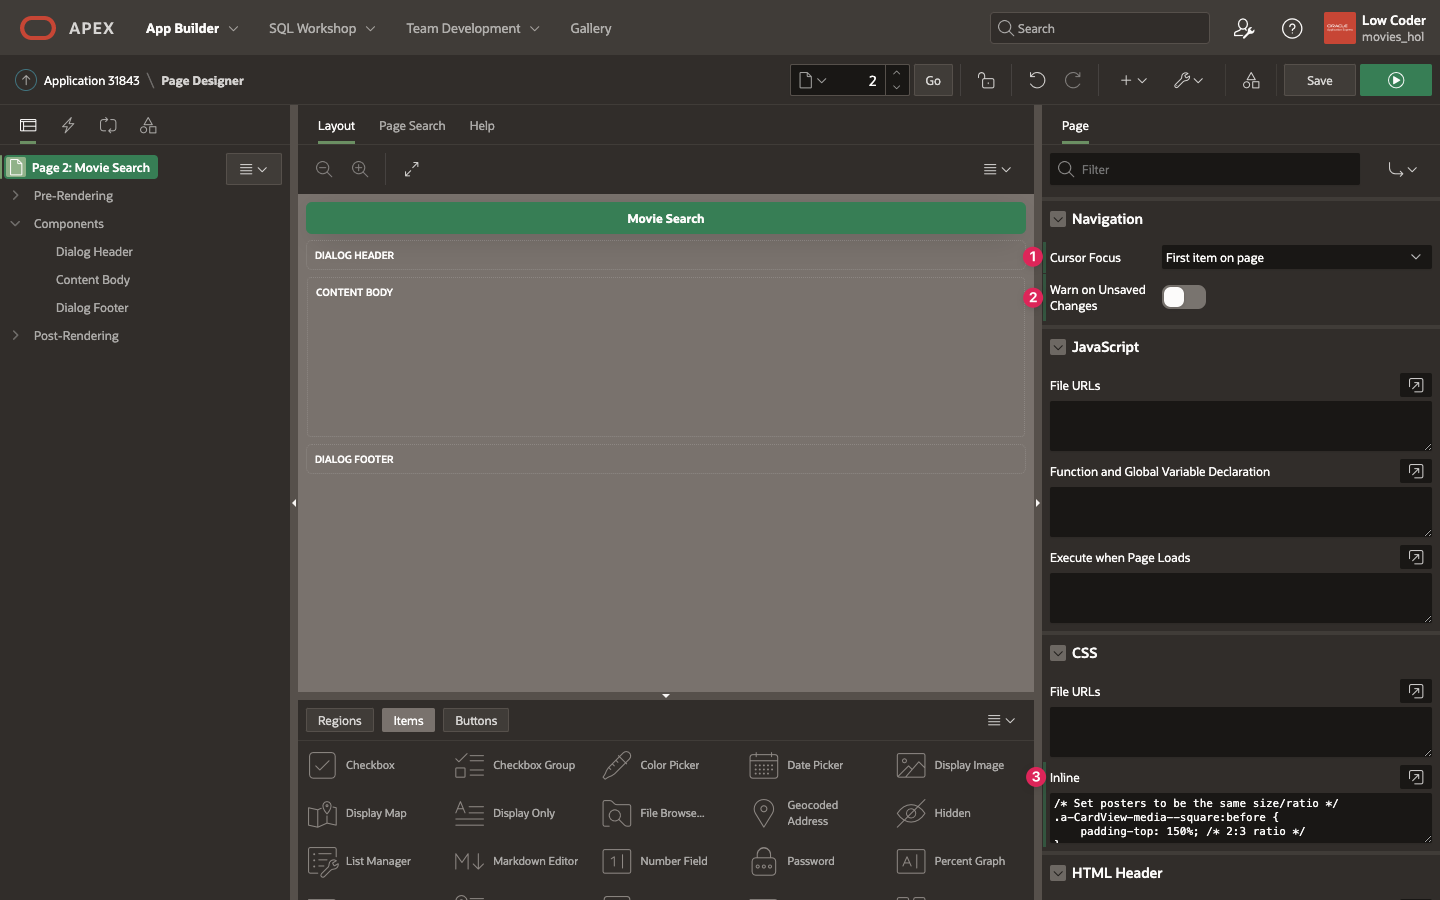 APEX
App Builder
SQL Workshop
Team Development
Gallery
Search
Low Coder
movies_hol
Application 31843 \ Page Designer
2
Go
Save
Page 2: Movie Search
Pre-Rendering
Components
Dialog Header
Content Body
Dialog Footer
Post-Rendering
Layout
Page Search
Help
Movie Search
DIALOG HEADER
CONTENT BODY
DIALOG FOOTER
Regions
Items
Buttons
Checkbox
Checkbox Group
Color Picker
Date Picker
Display Image
Display Map
Display Only
File Browse...
Geocoded
Address
Hidden
List Manager
Markdown Editor
Number Field
Password
Percent Graph
Page
Filter
Navigation
1
Cursor Focus
First item on page
2
Warn on Unsaved
Changes
JavaScript
File URLs
Function and Global Variable Declaration
Execute when Page Loads
CSS
File URLs
3
Inline
/* Set posters to be the same size/ratio */
.a-CardView-media--square:before {
padding-top: 150%; /* 2:3 ratio */
HTML Header